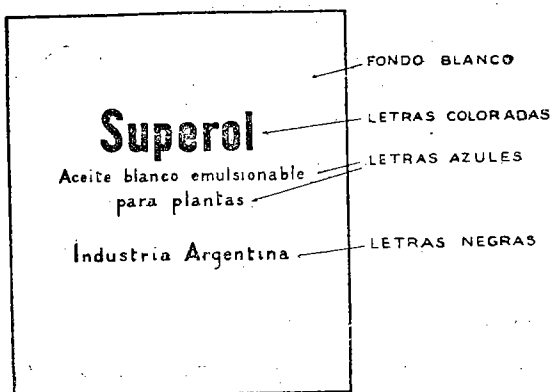 FONDO BLANCO
Superol
LETRAS COLORADAS
Aceite blanco emulsionable
LETRAS AZULES
para plantas
Industria Argentina
LETRAS NEGRAS